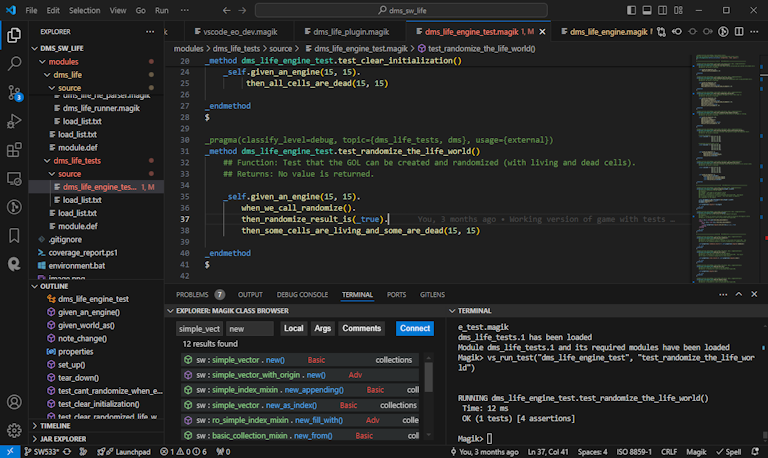 File Edit Selection View Go Run ...
dms_sw_life
EXPLORER
DMS_SW_LIFE
modules
dms_life
source
dms_life_file_parser.magik
dms_life_runner.magik
load_list.txt
load_list.txt
module.def
dms_life_tests
source
dms_life_engine_tes... 1, M
load_list.txt
load_list.txt
module.def
.gitignore
coverage_report.ps1
environment.bat
image.png
OUTLINE
dms_life_engine_test
given_an_engine()
given_world_as()
note_change()
properties
set_up()
tear_down()
test_cant_randomize_when_e...
test_clear_initialization()
test_clear_randomized_life_w...
TIMELINE
JAR EXPLORER
vscode_eo_dev.magik
dms_life_plugin.magik
dms_life_engine_test.magik 1, M
dms_life_engine.magik
modules > dms_life_tests > source > dms_life_engine_test.magik > test_randomize_the_life_world()
20 _method dms_life_engine_test.test_clear_initialization()
24 _self.given_an_engine(15, 15).
25 then_all_cells_are_dead(15, 15)
26
27 _endmethod
28 $
29
30 _pragma(classify_level=debug, topic={dms_life_tests, dms}, usage={external})
31 _method dms_life_engine_test.test_randomize_the_life_world()
32 ## Function: Test that the GOL can be created and randomized (with living and dead cells).
33 ## Returns: No value is returned.
34
35 _self.given_an_engine(15, 15).
36 when_we_call_randomize().
37 then_randomize_result_is(_true). You, 3 months ago • Working version of game with tests ...
38 then_some_cells_are_living_and_some_are_dead(15, 15)
39
40 _endmethod
41 $
42
PROBLEMS 7 OUTPUT DEBUG CONSOLE TERMINAL PORTS GITLENS
EXPLORER: MAGIK CLASS BROWSER
simple_vect new Local Args Comments Connect
12 results found
sw : simple_vector . new() Basic collections
sw : simple_vector_with_origin . new() Adv
sw : simple_index_mixin . new_appending() Basic coll
sw : simple_vector . new_as_index() Basic collections
sw : ro_simple_index_mixin . new_fill_with() Adv colle
sw : basic_collection_mixin . new_from() Basic coll
TERMINAL
e_test.magik
dms_life_tests.1 has been loaded
Module dms_life_tests.1 and its required modules have been loaded
Magik> vs_run_test("dms_life_engine_test", "test_randomize_the_life_wo
rld")
RUNNING dms_life_engine_test.test_randomize_the_life_world()
Time: 12 ms
OK (1 tests) [4 assertions]
Magik>
SW533* Launchpad 1 0 6 0 You, 3 months ago Ln 37, Col 41 Spaces: 4 ISO 8859-1 CRLF Magik Spell